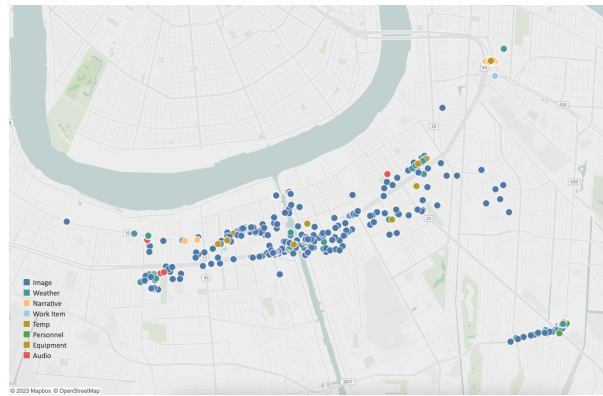 Image
Weather
Narrative
Work Item
Temp
Personnel
Equipment
Audio
© 2023 Mapbox © OpenStreetMap